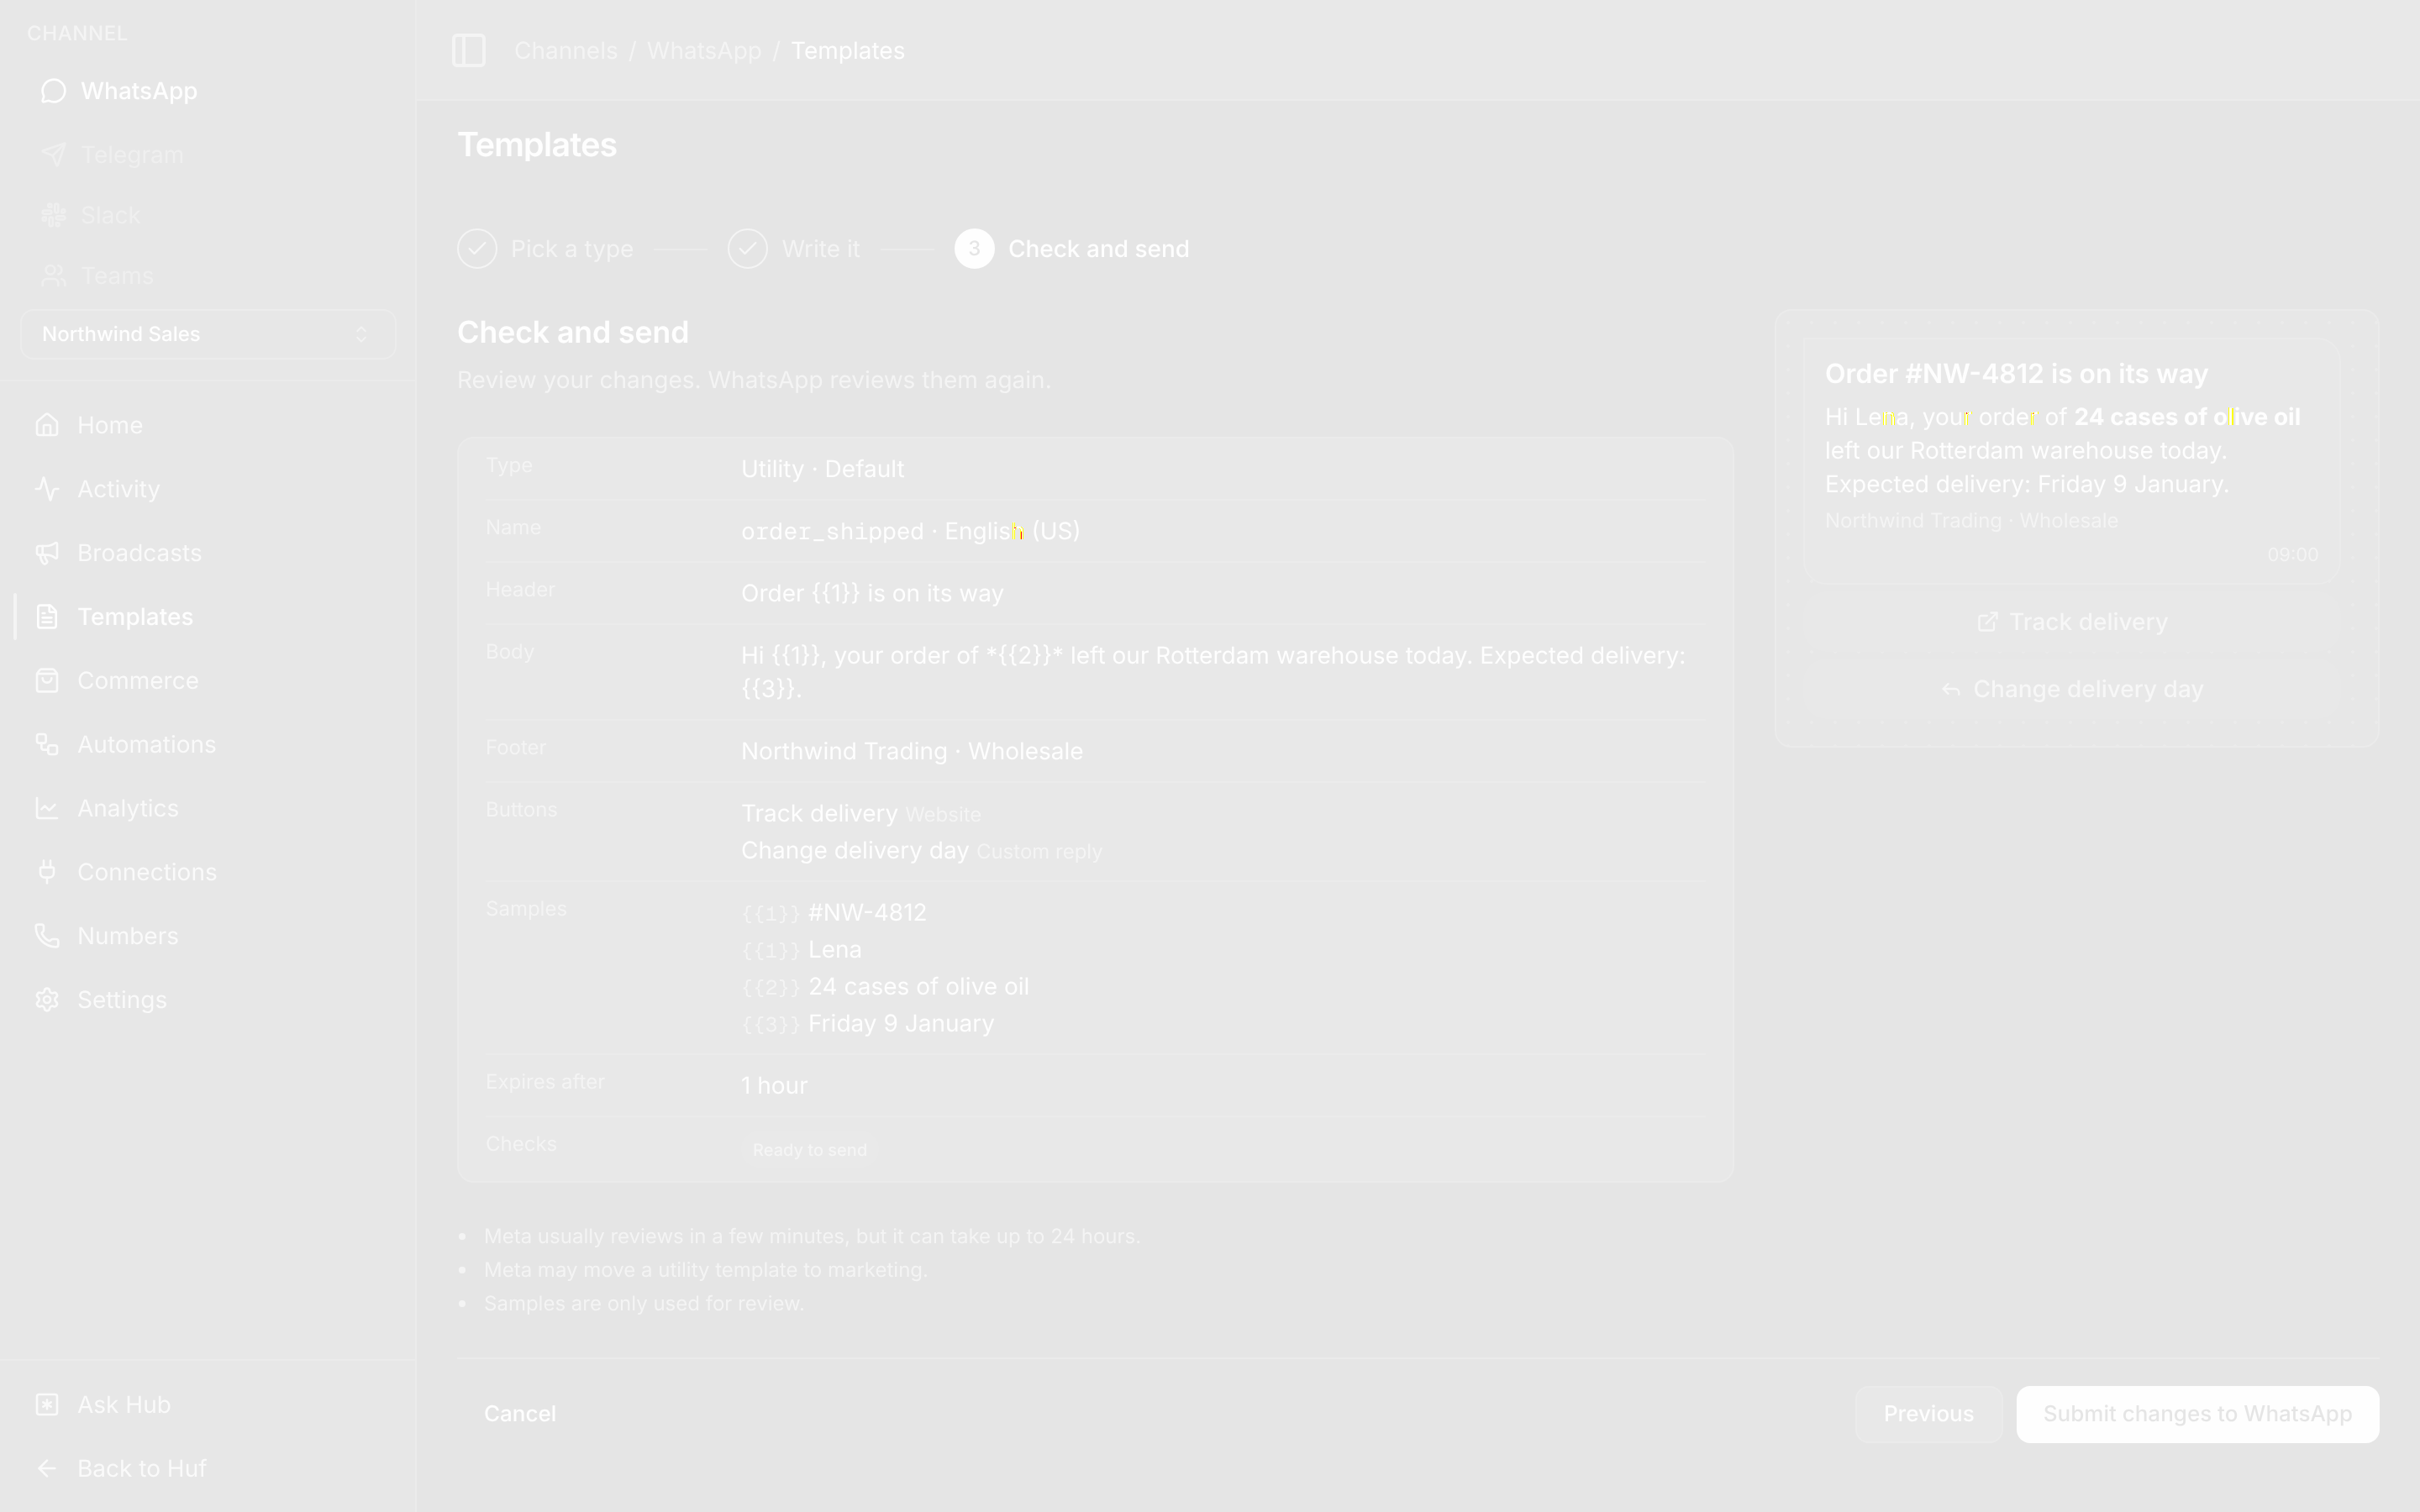 CHANNEL
WhatsApp
Telegram
Slack
Teams
Northwind Sales
Home
Activity
Broadcasts
Templates
Commerce
Automations
Analytics
Connections
Numbers
Settings
Ask Hub
Back to Huf
Channels / WhatsApp / Templates
Templates
Pick a type
Write it
3 Check and send
Check and send
Review your changes. WhatsApp reviews them again.
Type Utility · Default
Name order_shipped · English (US)
Header Order {{1}} is on its way
Body Hi {{1}}, your order of *{{2}}* left our Rotterdam warehouse today. Expected delivery:
{{3}}.
Footer Northwind Trading · Wholesale
Buttons Track delivery Website
Change delivery day Custom reply
Samples {{1}} #NW-4812
{{1}} Lena
{{2}} 24 cases of olive oil
{{3}} Friday 9 January
Expires after 1 hour
Checks Ready to send
• Meta usually reviews in a few minutes, but it can take up to 24 hours.
• Meta may move a utility template to marketing.
• Samples are only used for review.
Order #NW-4812 is on its way
Hi Lena, your order of 24 cases of olive oil
left our Rotterdam warehouse today.
Expected delivery: Friday 9 January.
Northwind Trading · Wholesale
09:00
Track delivery
Change delivery day
Cancel
Previous
Submit changes to WhatsApp